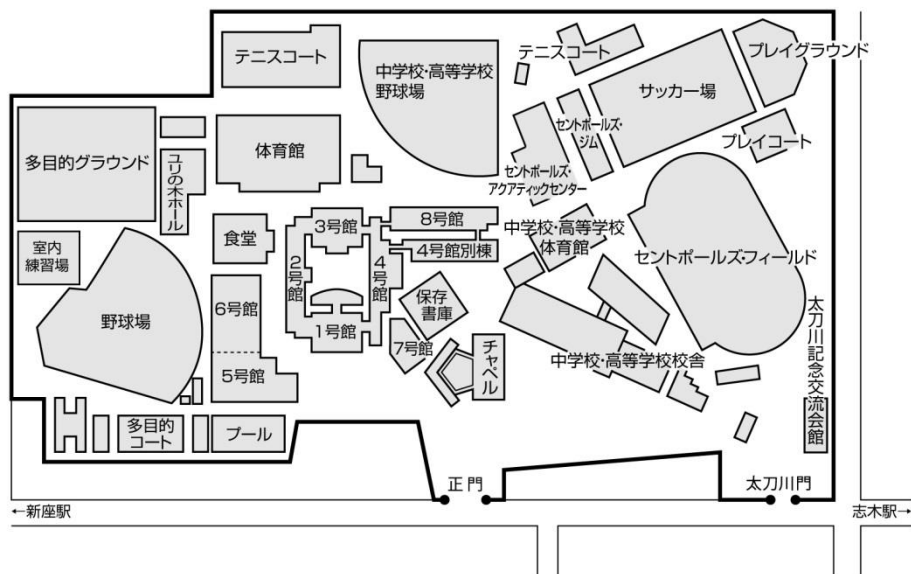 テニスコート
中学校・高等学校
野球場
テニスコート
プレイグラウンド
サッカー場
セントポールズ・
ジム
プレイコート
多目的グラウンド
ユリの木ホール
体育館
セントポールズ・
アクアティックセンター
食堂
3号館
8号館
4号館別棟
中学校・高等学校
体育館
セントポールズ・フィールド
室内
練習場
2号館
4号館
野球場
6号館
保存
書庫
1号館
7号館
チャペル
5号館
中学校・高等学校校舎
太刀川記念交流会館
多目的
コート
プール
正門
太刀川門
←新座駅
志木駅→